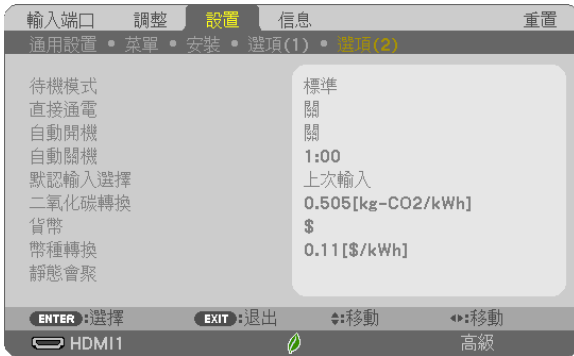 輸入端口 調整 設置 信息 重置
通用設置 • 菜單 • 安裝 • 選項(1) • 選項(2)
待機模式 標準
直接通電 關
自動開機 關
自動關機 1:00
默認輸入選擇 上次輸入
二氧化碳轉換 0.505[kg-CO2/kWh]
貨幣 $
幣種轉換 0.11[$/kWh]
靜態會聚
ENTER:選擇 EXIT:退出 :移動 :移動
HDMI1 高級